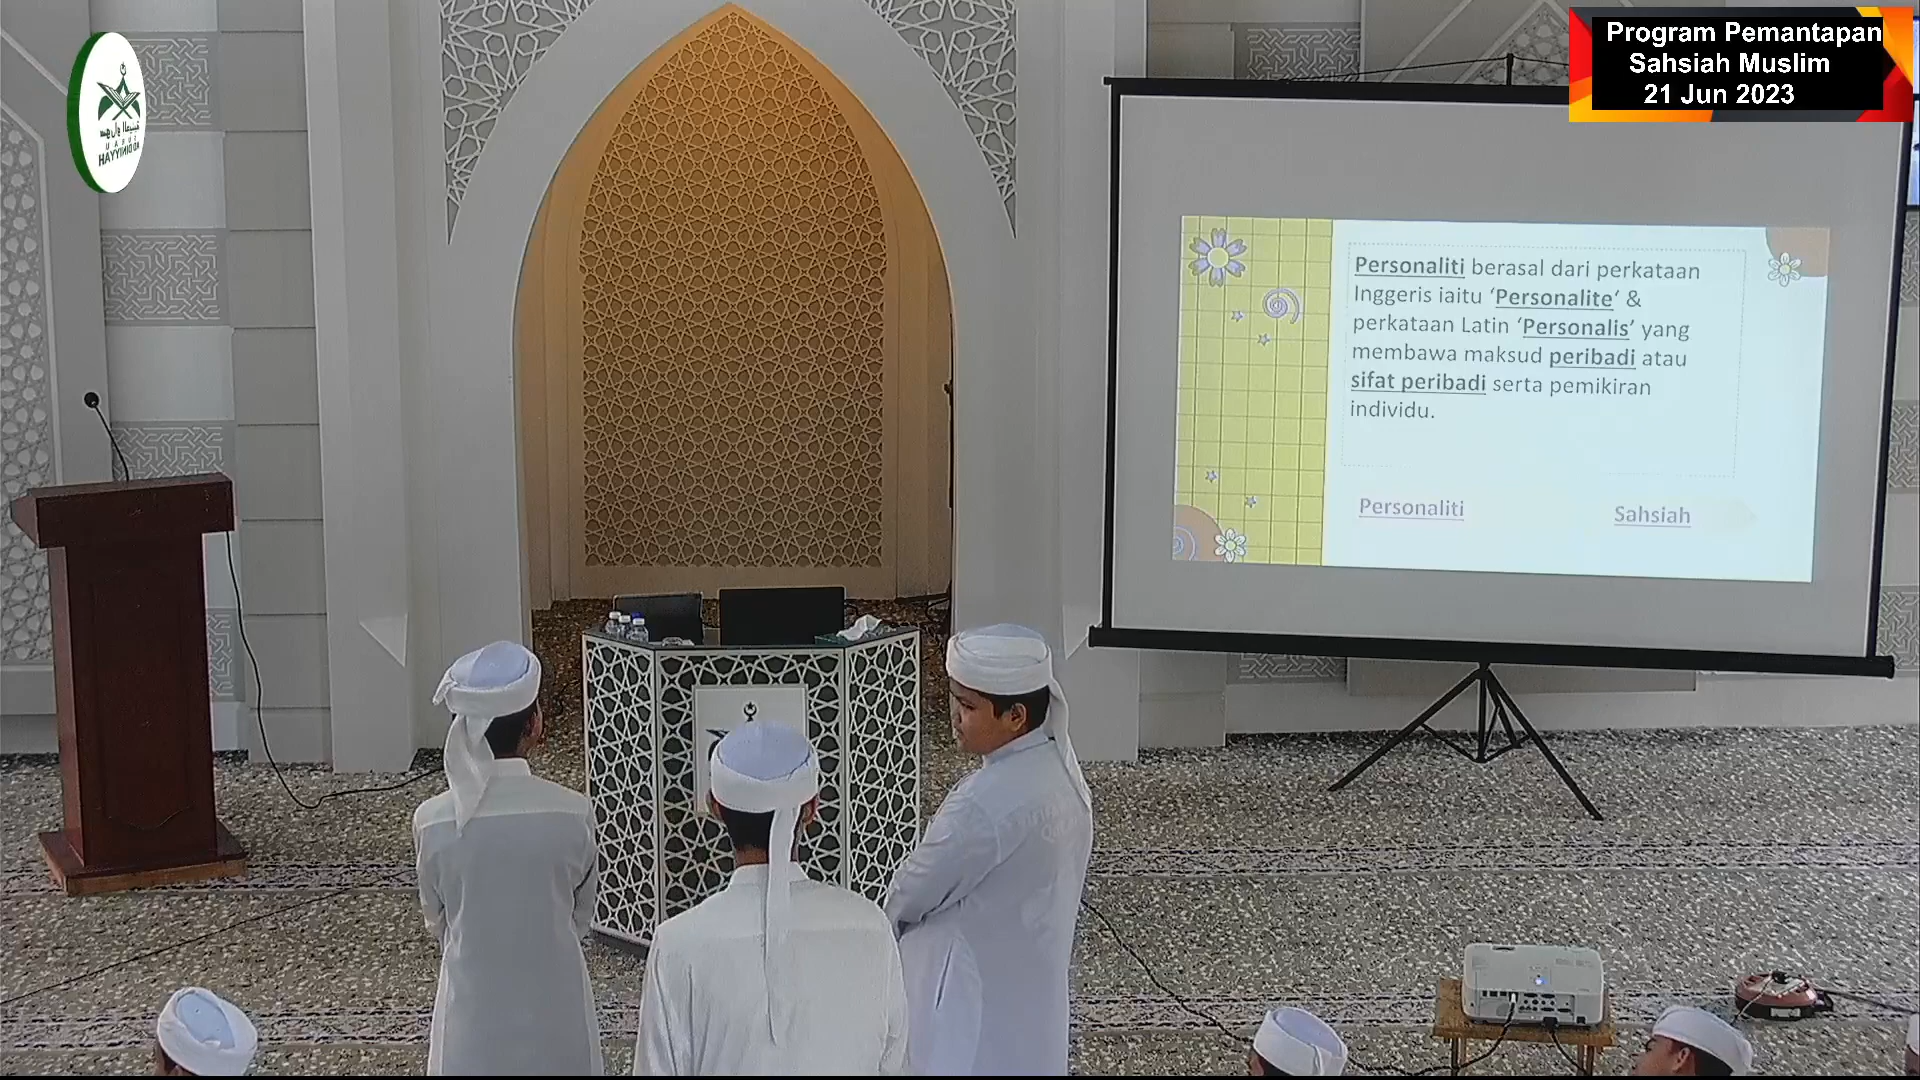 Program Pemantapan
Sahsiah Muslim
21 Jun 2023
Personaliti berasal dari perkataan
Inggeris iaitu ‘Personalite‘ &
perkataan Latin ‘Personalis’ yang
membawa maksud peribadi atau
sifat peribadi serta pemikiran
individu.
Personaliti
Sahsiah